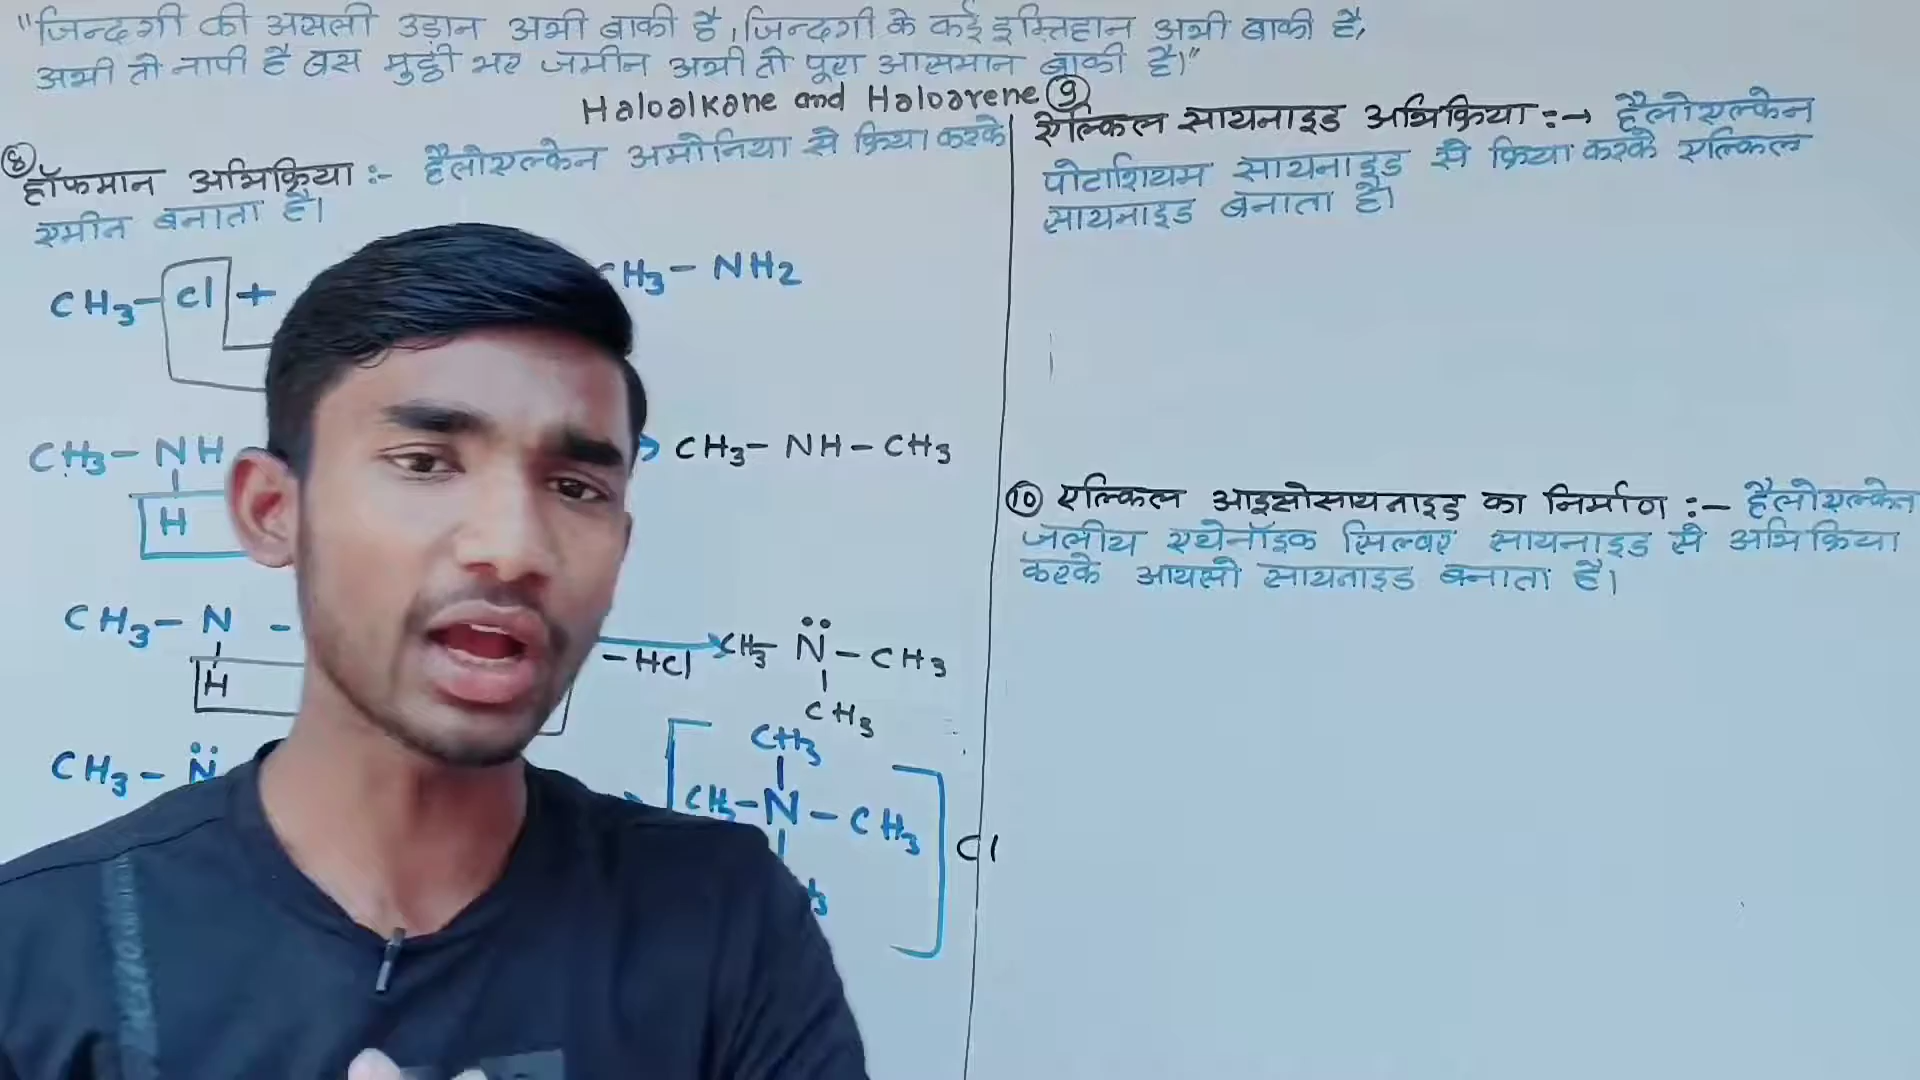 "जिन्दगी की असली उड़ान अभी बाकी है, जिन्दगी के कई इम्तिहान अभी बाकी है,
अभी तो नापी है बस मुठ्ठी भर जमीन अभी तो पूरा आसमान बाकी है।"
Haloalkane and Haloarene
⑧ हॉफमान अभिक्रिया :- हैलोएल्केन अमोनिया से क्रिया करके
एमीन बनाता है।
CH3-Cl +
CH3-NH2
CH3-NH
H
CH3-NH-CH3
CH3-N-
H
-HCl
CH3-N̈-CH3
CH3
CH3-N̈
CH3
CH3-N-CH3
Cl
⑨
ऐल्किल सायनाइड अभिक्रिया :→ हैलोएल्केन
पोटाशियम सायनाइड से क्रिया करके एल्किल
सायनाइड बनाता है।
⑩ एल्किल आइसोसायनाइड का निर्माण :- हैलोएल्केन
जलीय एथेनॉइक सिल्वर सायनाइड से अभिक्रिया
करके आयसो सायनाइड बनाता है।